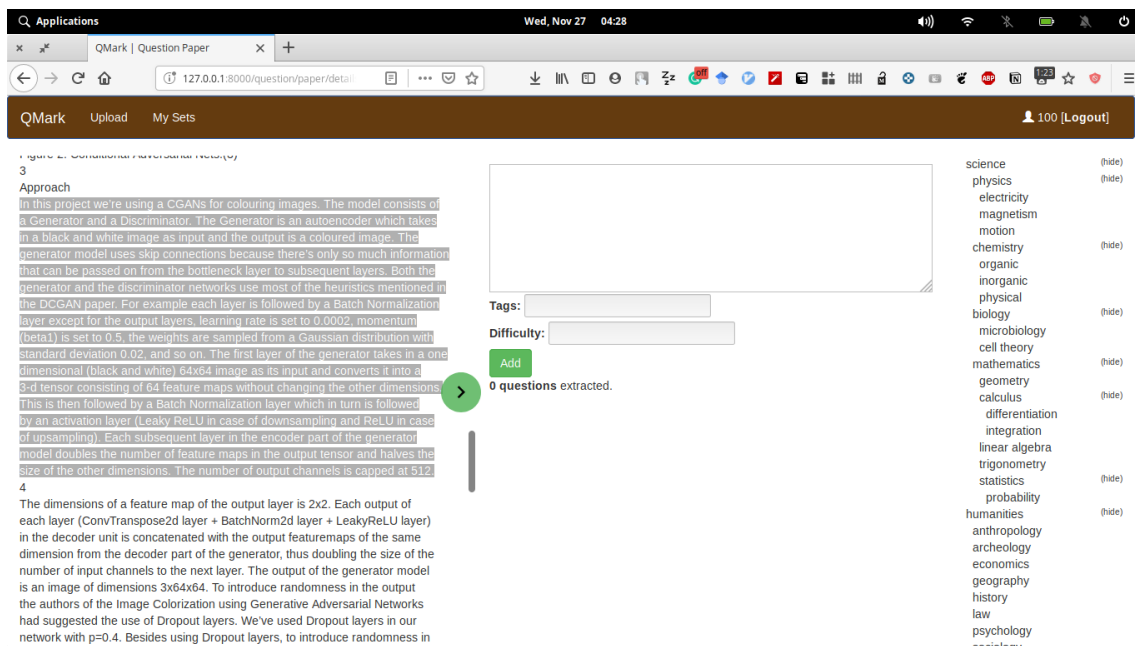 Applications
Wed, Nov 27 04:28
QMark | Question Paper
127.0.0.1:8000/question/paper/detail
off
ABP
1:23
QMark Upload My Sets
100 [Logout]
Figure 2: Conditional Adversarial Nets.(3)
3
Approach
In this project we're using a CGANs for colouring images. The model consists of
a Generator and a Discriminator. The Generator is an autoencoder which takes
in a black and white image as input and the output is a coloured image. The
generator model uses skip connections because there's only so much information
that can be passed on from the bottleneck layer to subsequent layers. Both the
generator and the discriminator networks use most of the heuristics mentioned in
the DCGAN paper. For example each layer is followed by a Batch Normalization
layer except for the output layers, learning rate is set to 0.0002, momentum
(beta1) is set to 0.5, the weights are sampled from a Gaussian distribution with
standard deviation 0.02, and so on. The first layer of the generator takes in a one
dimensional (black and white) 64x64 image as its input and converts it into a
3-d tensor consisting of 64 feature maps without changing the other dimensions.
This is then followed by a Batch Normalization layer which in turn is followed
by an activation layer (Leaky ReLU in case of downsampling and ReLU in case
of upsampling). Each subsequent layer in the encoder part of the generator
model doubles the number of feature maps in the output tensor and halves the
size of the other dimensions. The number of output channels is capped at 512.
4
The dimensions of a feature map of the output layer is 2x2. Each output of
each layer (ConvTranspose2d layer + BatchNorm2d layer + LeakyReLU layer)
in the decoder unit is concatenated with the output featuremaps of the same
dimension from the decoder part of the generator, thus doubling the size of the
number of input channels to the next layer. The output of the generator model
is an image of dimensions 3x64x64. To introduce randomness in the output
the authors of the Image Colorization using Generative Adversarial Networks
had suggested the use of Dropout layers. We've used Dropout layers in our
network with p=0.4. Besides using Dropout layers, to introduce randomness in
Tags:
Difficulty:
Add
0 questions extracted.
science (hide)
physics (hide)
electricity
magnetism
motion
chemistry (hide)
organic
inorganic
physical
biology (hide)
microbiology
cell theory
mathematics (hide)
geometry
calculus (hide)
differentiation
integration
linear algebra
trigonometry
statistics (hide)
probability
humanities (hide)
anthropology
archeology
economics
geography
history
law
psychology